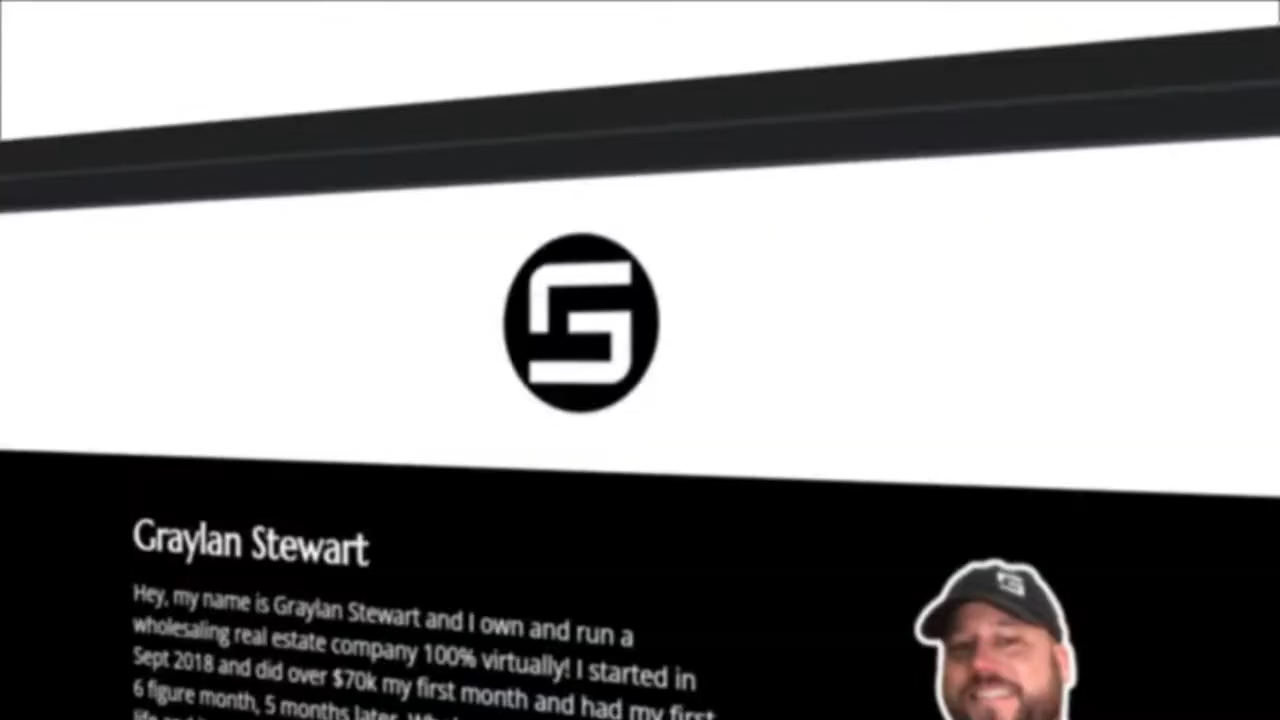 Graylan Stewart
Hey, my name is Graylan Stewart and I own and run a
wholesaling real estate company 100% virtually! I started in
Sept 2018 and did over $70k my first month and had my first
6 figure month, 5 months later.